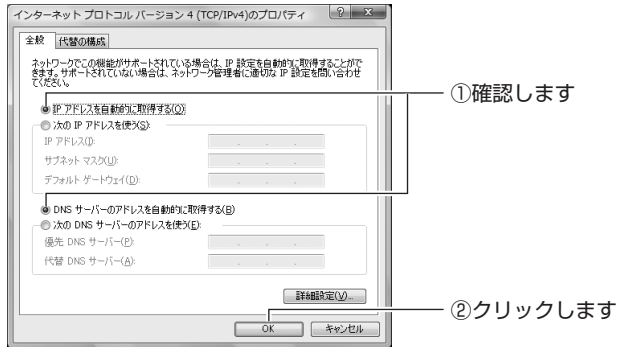 インターネット プロトコル バージョン 4 (TCP/IPv4)のプロパティ
全般 代替の構成
ネットワークでこの機能がサポートされている場合は、IP 設定を自動的に取得することがで
きます。サポートされていない場合は、ネットワーク管理者に適切な IP 設定を問い合わせ
てください。
IP アドレスを自動的に取得する(O)
次の IP アドレスを使う(S):
IP アドレス(I):
サブネット マスク(U):
デフォルト ゲートウェイ(D):
①確認します
DNS サーバーのアドレスを自動的に取得する(B)
次の DNS サーバーのアドレスを使う(E):
優先 DNS サーバー(P):
代替 DNS サーバー(A):
詳細設定(V)...
②クリックします
OK キャンセル